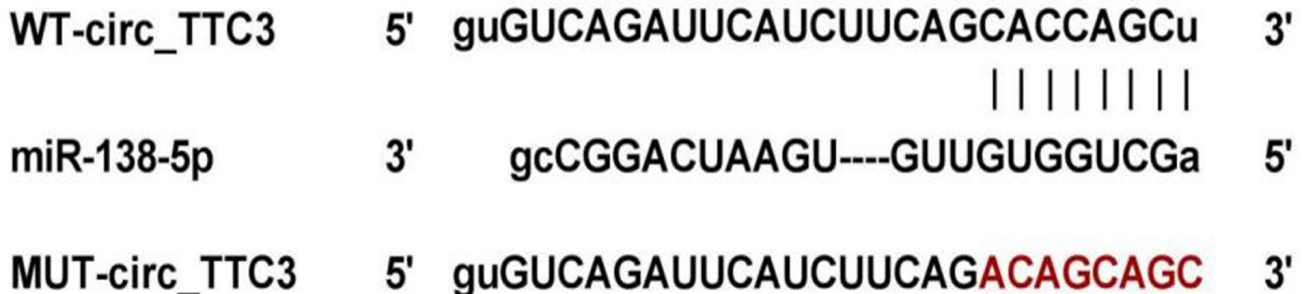 WT-circ_TTC3 5' guGUCAGAUUCAUCUUCAGCACCAGCu 3'
miR-138-5p 3' gcCGGACUAAGU----GUUGUGGUCGa 5'
MUT-circ_TTC3 5' guGUCAGAUUCAUCUUCAGACAGCAGC 3'